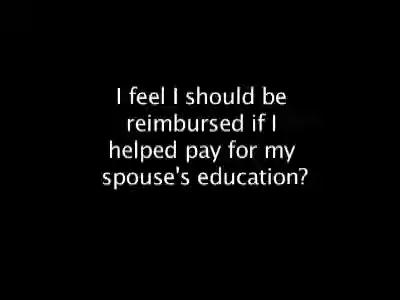 I feel I should be
reimbursed if I
helped pay for my
spouse's education?